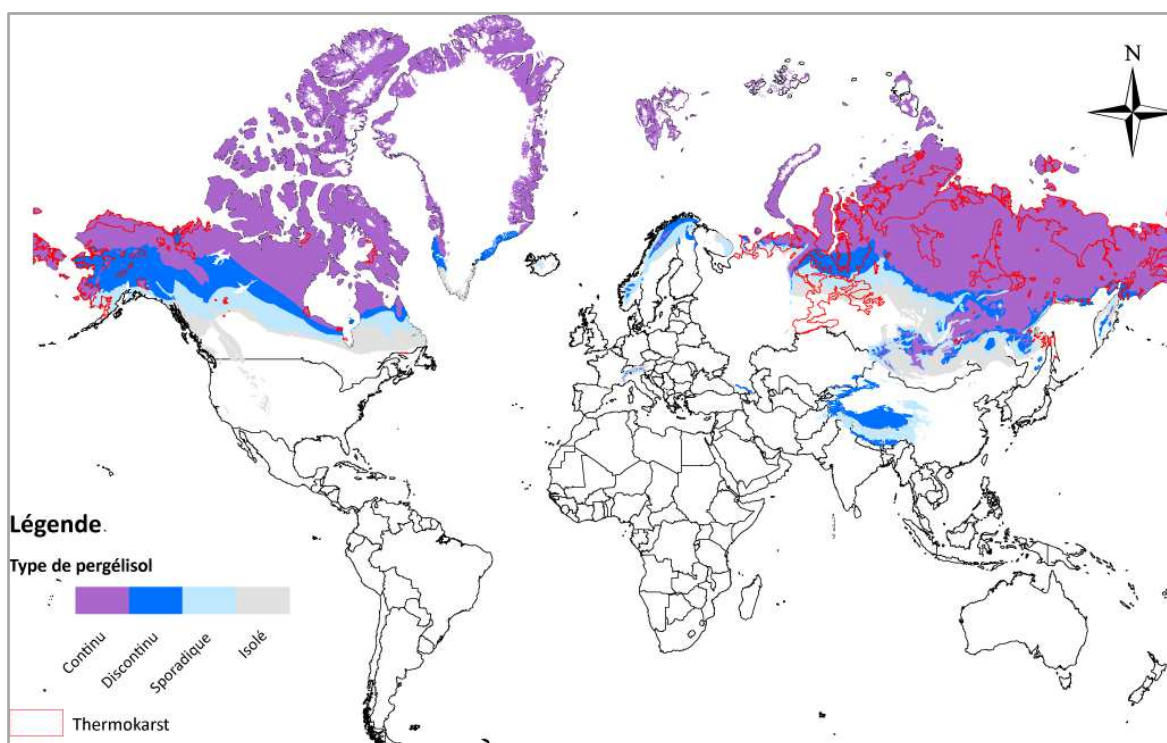 N
Légende.
Type de pergélisol
Continu
Discontinu
Sporadique
Isolé
Thermokarst